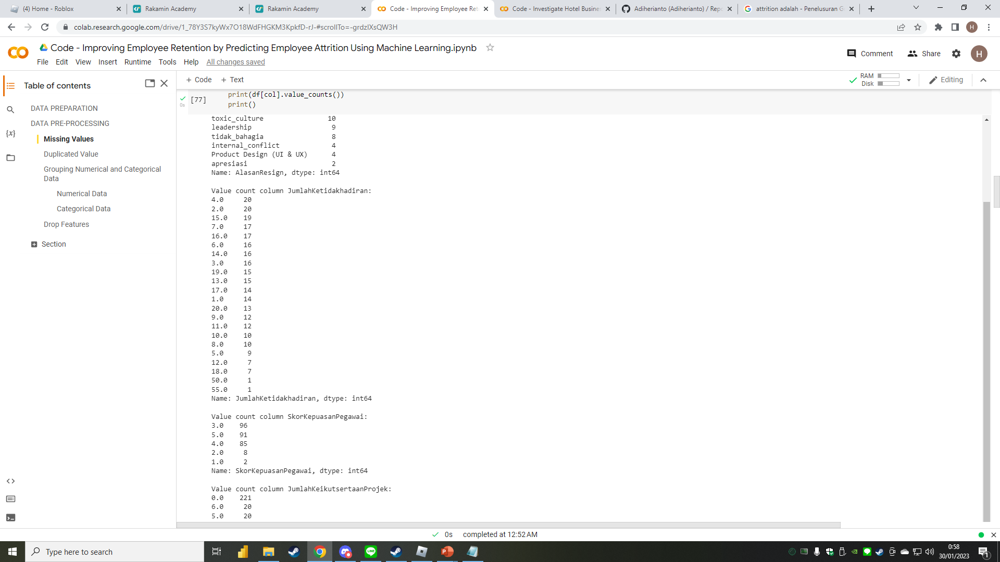 (4) Home - Roblox
Rakamin Academy
Rakamin Academy
Code - Improving Employee Ret
Code - Investigate Hotel Busine
Adiherianto (Adiherianto) / Repo
attrition adalah - Penelusuran G
colab.research.google.com/drive/1_78Y3S7kyWx7O18WdFHGKM3KpkfD-rJ-#scrollTo=-grdzlXsQW3H
H
Code - Improving Employee Retention by Predicting Employee Attrition Using Machine Learning.ipynb
File Edit View Insert Runtime Tools Help All changes saved
Comment Share H
Table of contents
+ Code + Text
RAM
Disk
Editing
DATA PREPARATION
DATA PRE-PROCESSING
Missing Values
Duplicated Value
Grouping Numerical and Categorical
Data
Numerical Data
Categorical Data
Drop Features
Section
{x}
[77]
0s
print(df[col].value_counts())
print()
toxic_culture 10
leadership 9
tidak_bahagia 8
internal_conflict 4
Product Design (UI & UX) 4
apresiasi 2
Name: AlasanResign, dtype: int64
Value count column JumlahKetidakhadiran:
4.0 20
2.0 20
15.0 19
7.0 17
16.0 17
6.0 16
14.0 16
3.0 16
19.0 15
13.0 15
17.0 14
1.0 14
20.0 13
9.0 12
11.0 12
10.0 10
8.0 10
5.0 9
12.0 7
18.0 7
50.0 1
55.0 1
Name: JumlahKetidakhadiran, dtype: int64
Value count column SkorKepuasanPegawai:
3.0 96
5.0 91
4.0 85
2.0 8
1.0 2
Name: SkorKepuasanPegawai, dtype: int64
Value count column JumlahKeikutsertaanProjek:
0.0 221
6.0 20
5.0 20
0s completed at 12:52 AM
Type here to search
0:58
30/01/2023
1